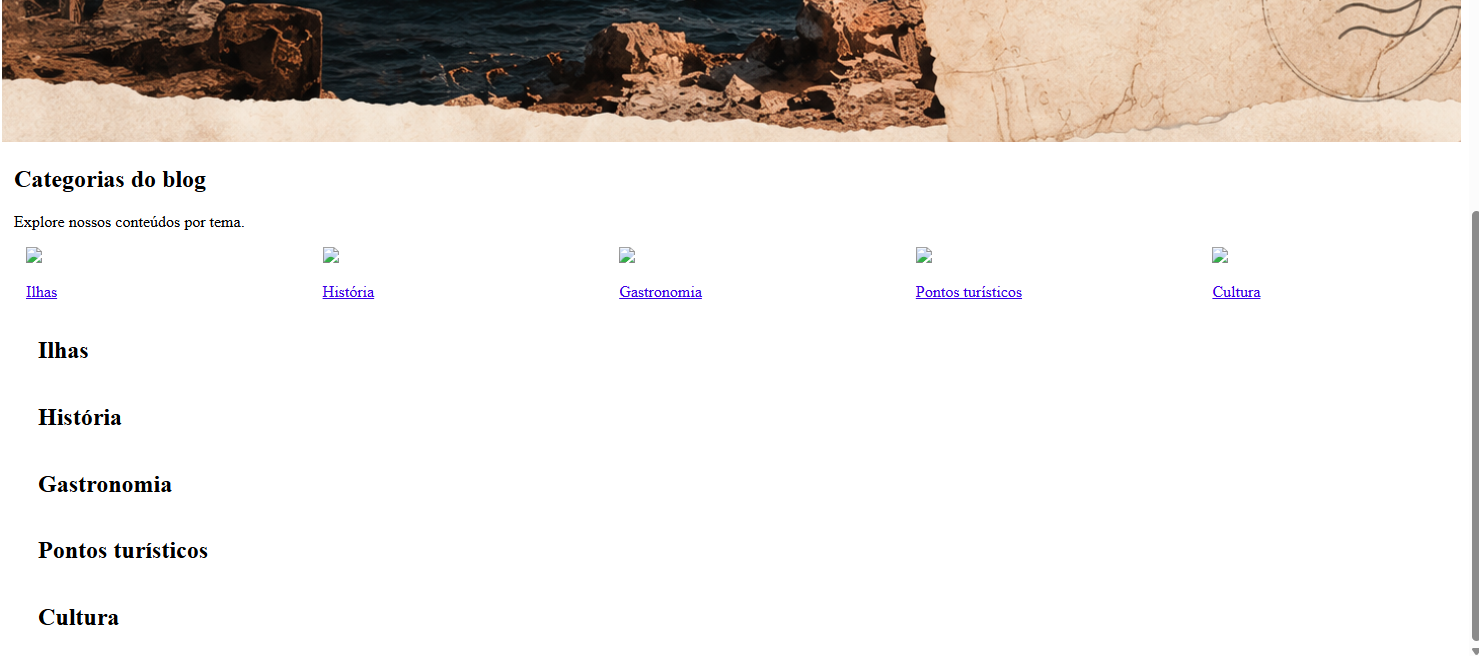 Categorias do blog
Explore nossos conteúdos por tema.
Ilhas
História
Gastronomia
Pontos turísticos
Cultura
Ilhas
História
Gastronomia
Pontos turísticos
Cultura